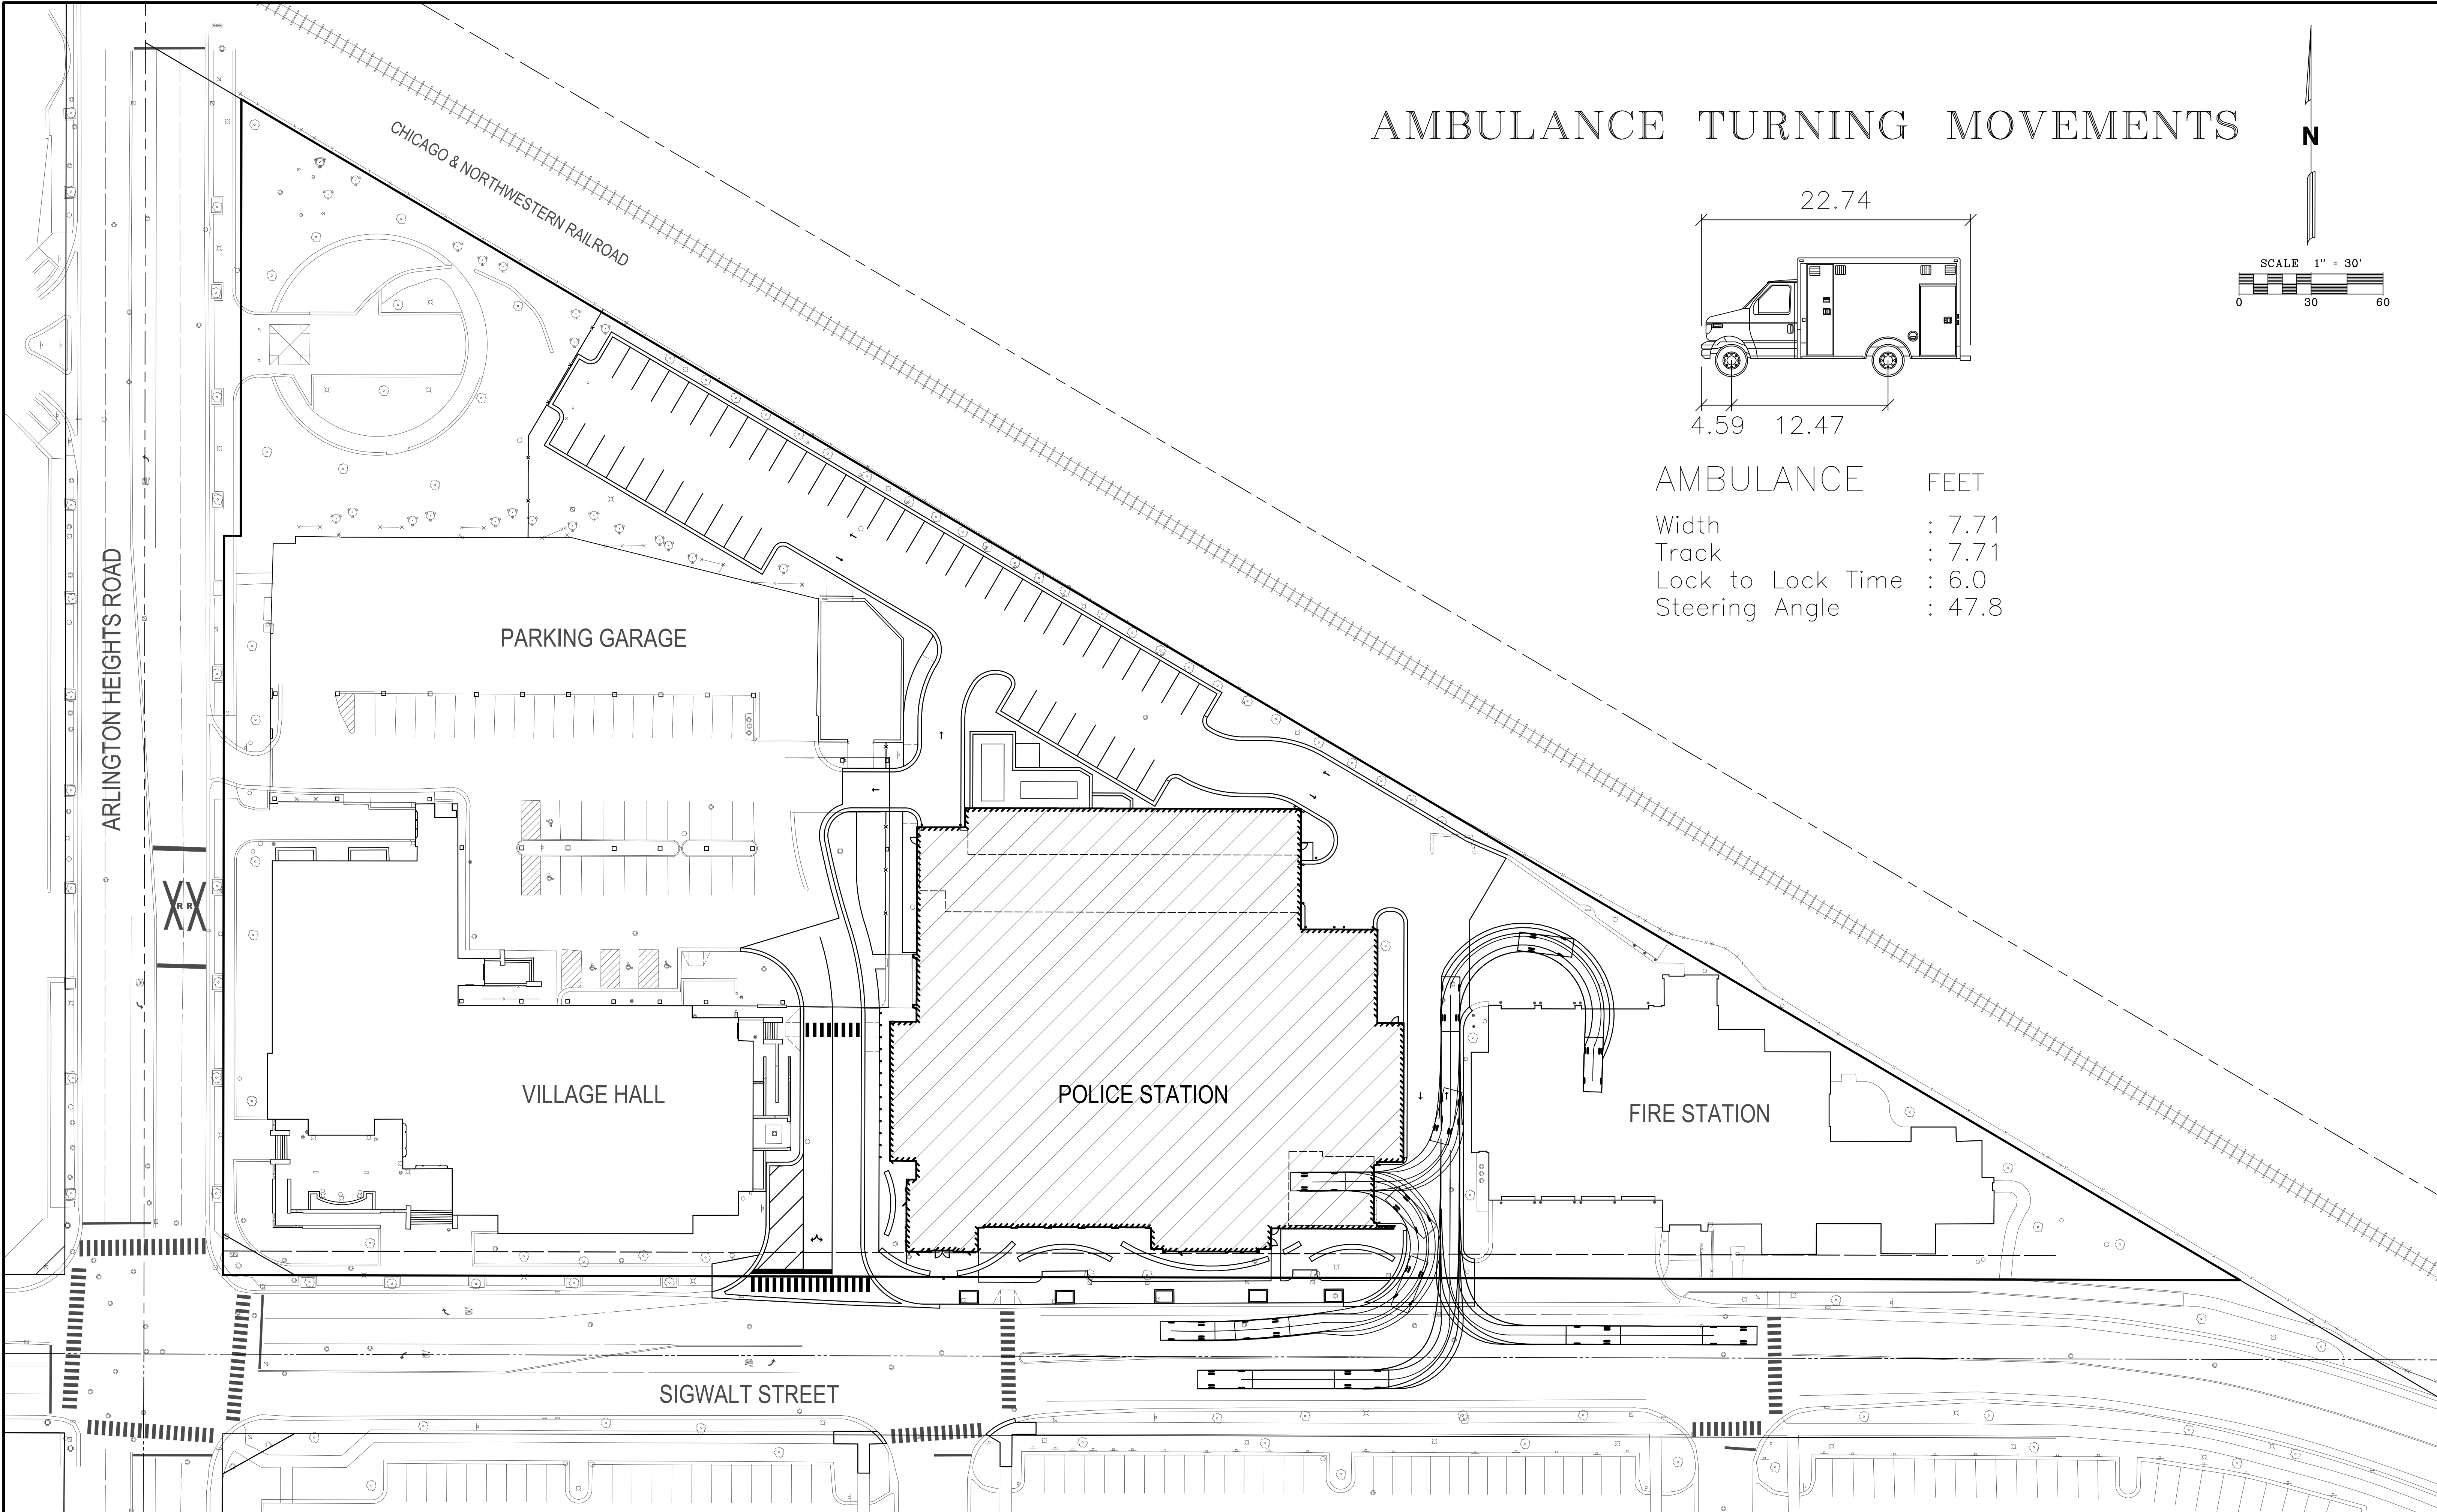 AMBULANCE TURNING MOVEMENTS
N
SCALE 1" = 30'
0 30 60
22.74
4.59 12.47
AMBULANCE FEET
Width : 7.71
Track : 7.71
Lock to Lock Time : 6.0
Steering Angle : 47.8
CHICAGO & NORTHWESTERN RAILROAD
ARLINGTON HEIGHTS ROAD
PARKING GARAGE
R R
VILLAGE HALL
POLICE STATION
FIRE STATION
SIGWALT STREET